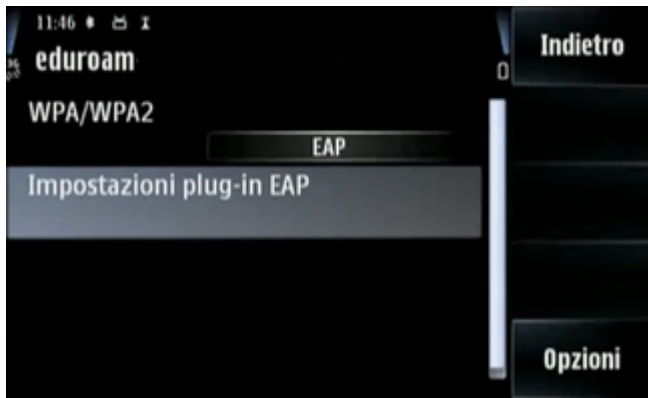 11:46
eduroam
Indietro
WPA/WPA2
EAP
Impostazioni plug-in EAP
Opzioni